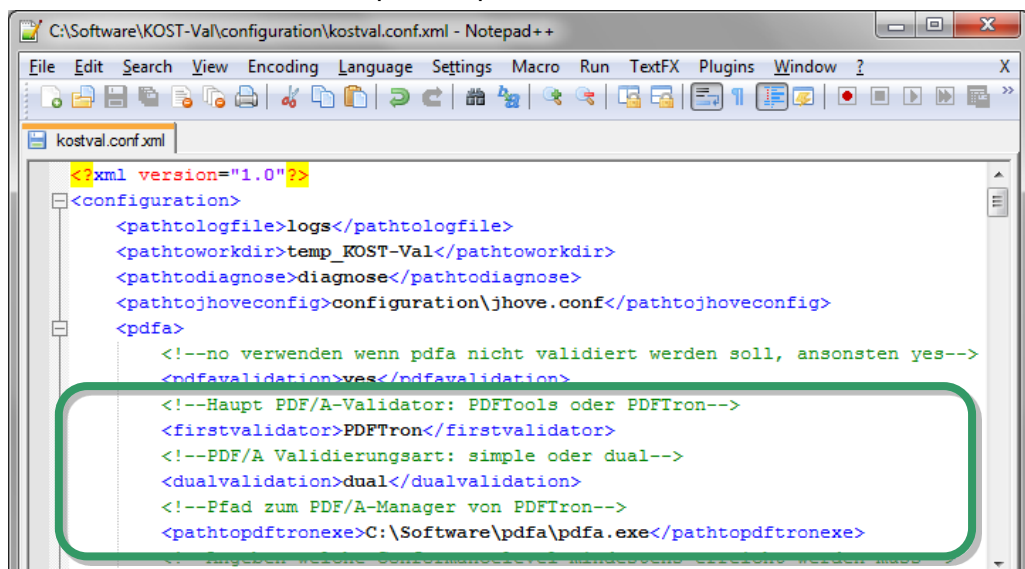 C:\Software\KOST-Val\configuration\kostval.conf.xml - Notepad++
File Edit Search View Encoding Language Settings Macro Run TextFX Plugins Window ? X
kostval.conf.xml
<?xml version="1.0"?>
<configuration>
<pathtologfile>logs</pathtologfile>
<pathtoworkdir>temp_KOST-Val</pathtoworkdir>
<pathtodiagnose>diagnose</pathtodiagnose>
<pathtojhoveconfig>configuration\jhove.conf</pathtojhoveconfig>
<pdfa>
<!--no verwenden wenn pdfa nicht validiert werden soll, ansonsten yes-->
<pdfavalidation>yes</pdfavalidation>
<!--Haupt PDF/A-Validator: PDFTools oder PDFTron-->
<firstvalidator>PDFTron</firstvalidator>
<!--PDF/A Validierungsart: simple oder dual-->
<dualvalidation>dual</dualvalidation>
<!--Pfad zum PDF/A-Manager von PDFTron-->
<pathtopdftronexe>C:\Software\pdfa\pdfa.exe</pathtopdftronexe>